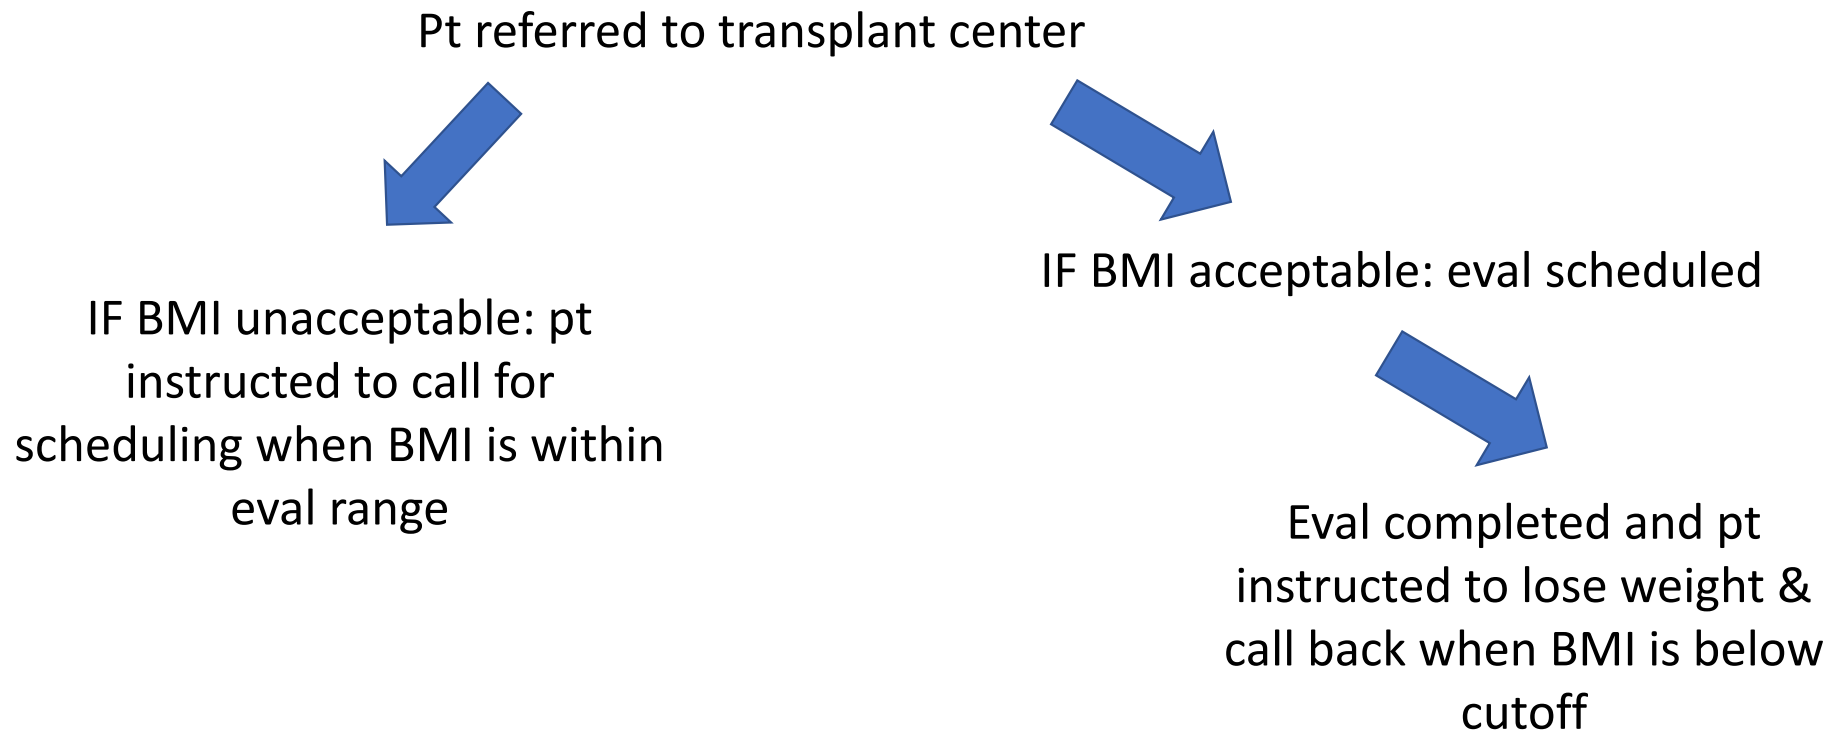 Pt referred to transplant center
IF BMI unacceptable: pt
instructed to call for
scheduling when BMI is within
eval range
IF BMI acceptable: eval scheduled
Eval completed and pt
instructed to lose weight &
call back when BMI is below
cutoff